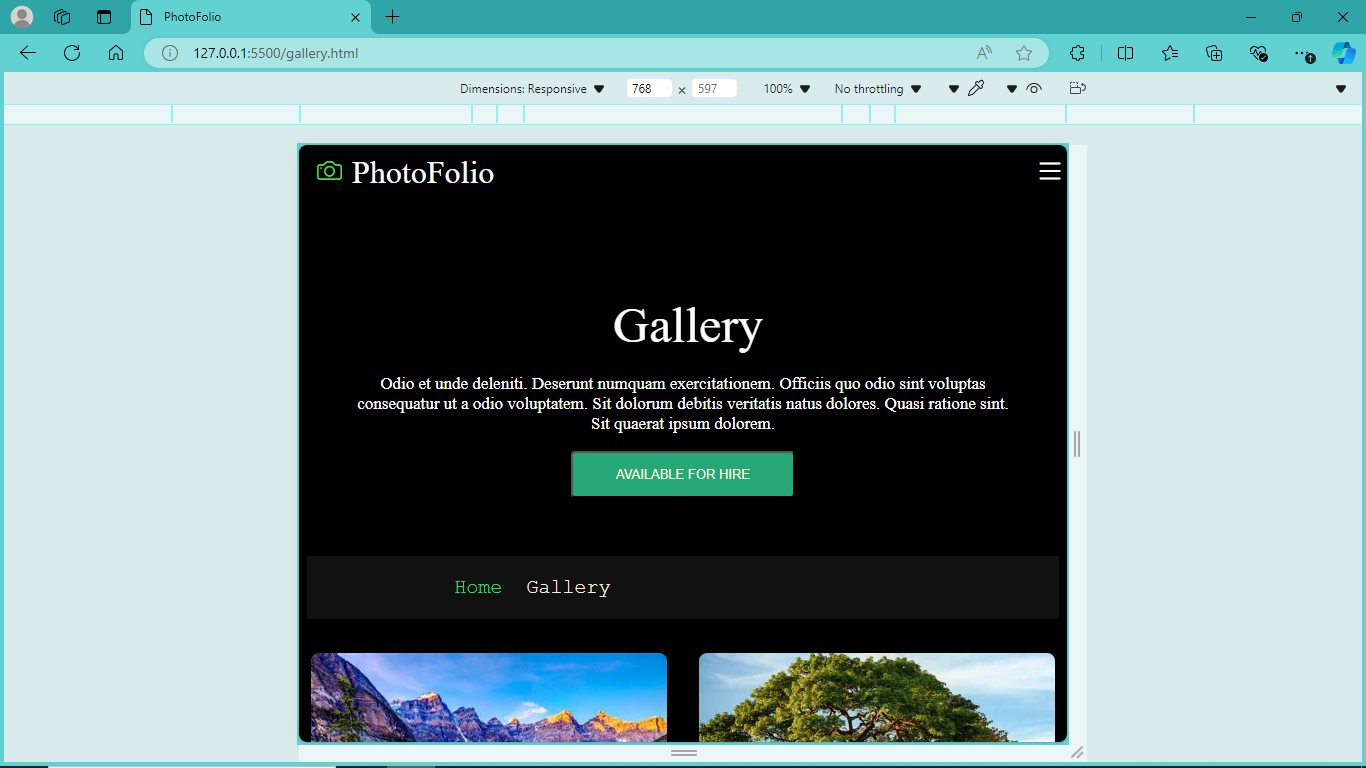 PhotoFolio
127.0.0.1:5500/gallery.html
Dimensions: Responsive 768 × 597 100% No throttling
PhotoFolio
Gallery
Odio et unde deleniti. Deserunt numquam exercitationem. Officiis quo odio sint voluptas
consequatur ut a odio voluptatem. Sit dolorum debitis veritatis natus dolores. Quasi ratione sint.
Sit quaerat ipsum dolorem.
AVAILABLE FOR HIRE
Home Gallery